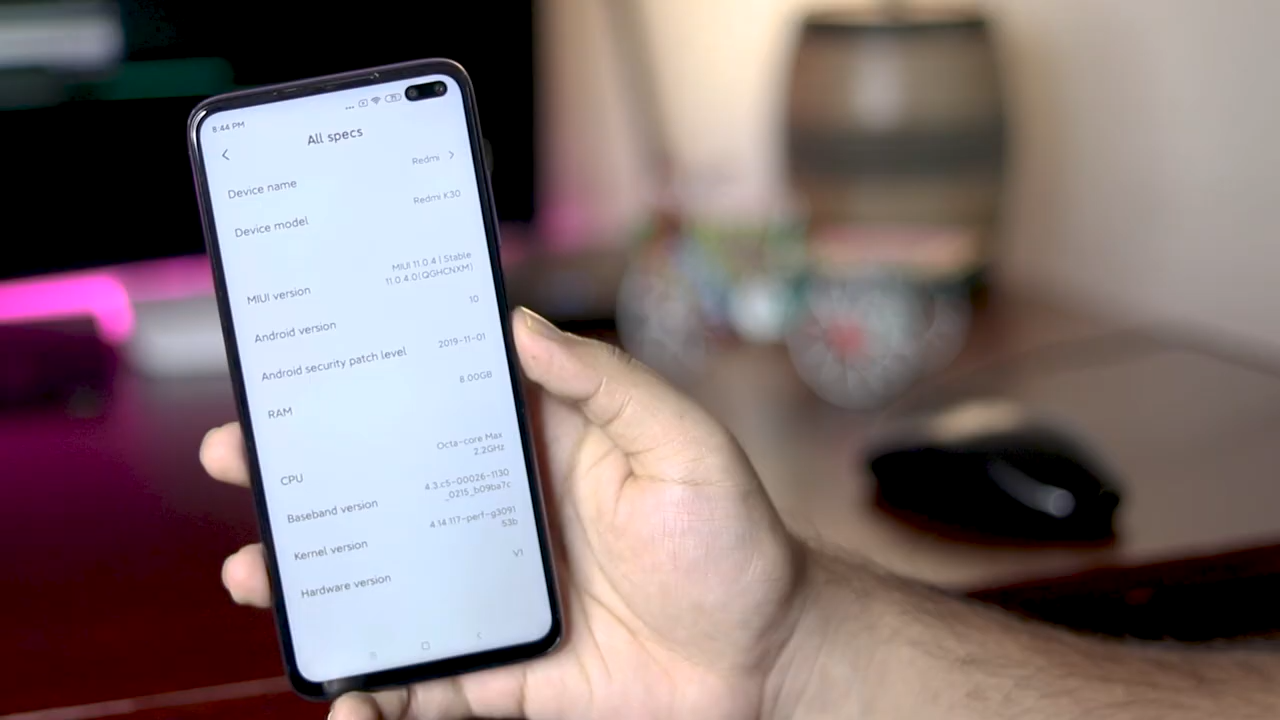 8:44 PM
All specs
Device name
Redmi
Device model
Redmi K30
MIUI version
MIUI 11.0.4 | Stable
11.0.4.0(QGHCNXM)
Android version
10
Android security patch level
2019-11-01
RAM
8.00GB
CPU
Octa-core Max
2.2GHz
Baseband version
4.3.c5-00026-1130
_0215_b09ba7c
Kernel version
4.14.117-perf-g3091
53b
Hardware version
V1